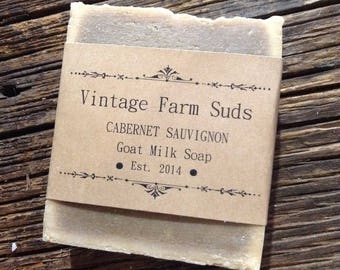 Vintage Farm Suds
CABERNET SAUVIGNON
Goat Milk Soap
• Est. 2014 •